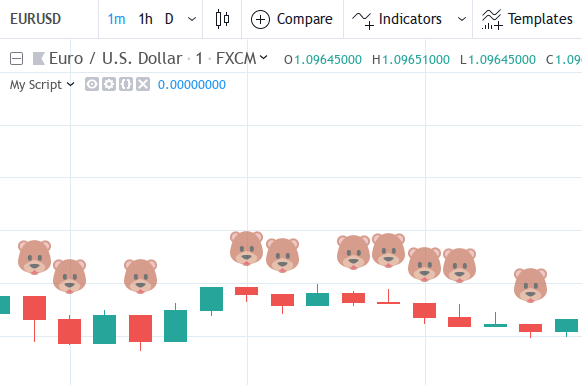 EURUSD 1m 1h D Compare Indicators Templates
Euro / U.S. Dollar · 1 · FXCM O1.09645000 H1.09651000 L1.09645000 C1.09
My Script 0.00000000